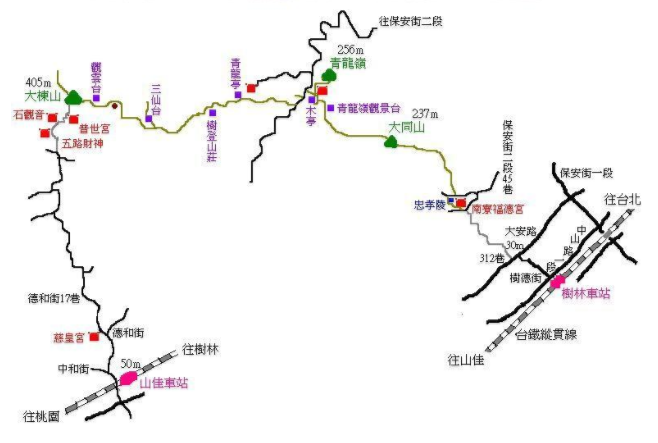 往保安街二段
256m
青龍嶺
405m
大棟山
觀雲台
三仙台
青龍亭
樹登山莊
木亭
青龍嶺觀景台
237m
大同山
石觀音
普世宮
五路財神
保安街二段45巷
保安街一段
往台北
忠孝陵
南寮福德宮
大安路
30m
312巷
中山路一段
樹德街
樹林車站
台鐵縱貫線
往山佳
德和街17巷
慈皇宮
德和街
往樹林
中和街
50m
山佳車站
往桃園